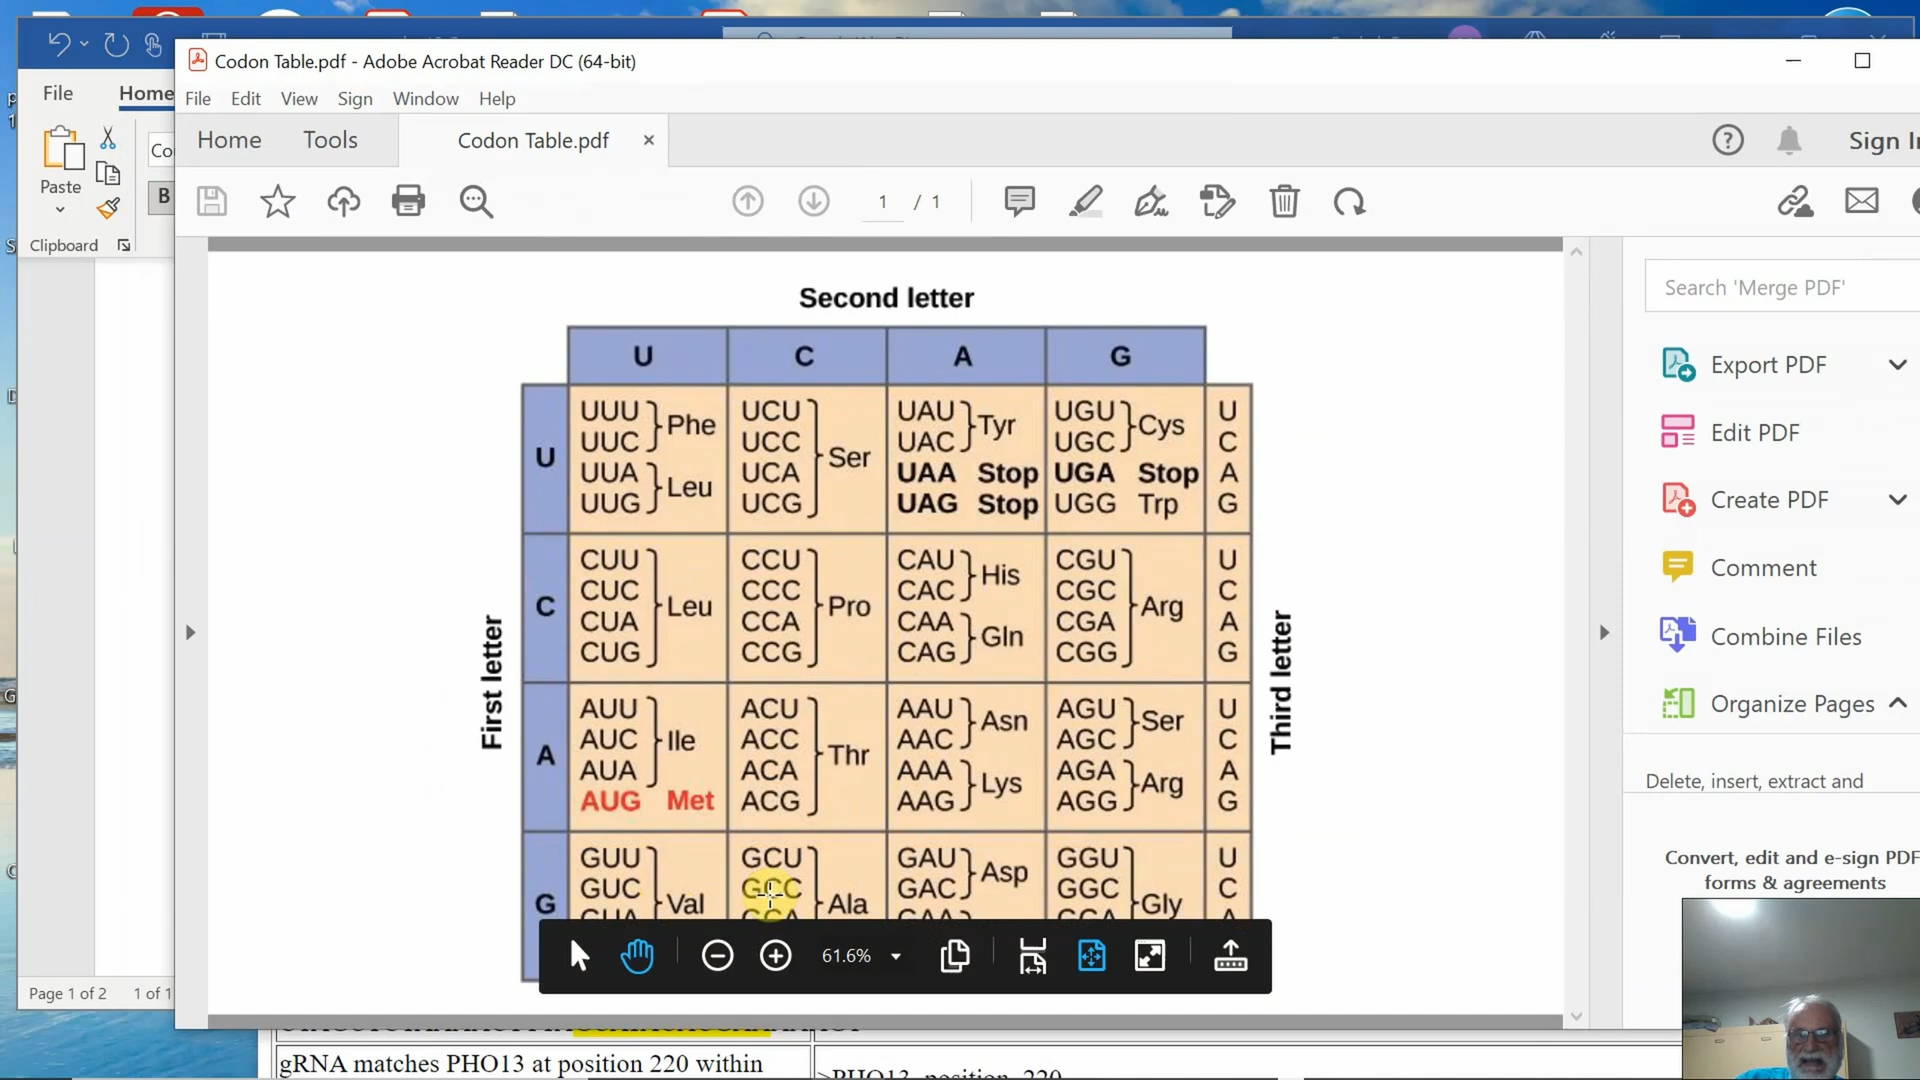 Codon Table.pdf - Adobe Acrobat Reader DC (64-bit)
File Home
File Edit View Sign Window Help
Home Tools Codon Table.pdf
Sign In
Paste
B
1 / 1
Clipboard
Search 'Merge PDF'
Second letter
U C A G
U
UUU UCU UAU UGU U
Phe Tyr Cys
UUC UCC UAC UGC C
Ser
UUA UCA UAA Stop UGA Stop A
Leu
UUG UCG UAG Stop UGG Trp G
C
CUU CCU CAU CGU U
His
CUC CCC CAC CGC C
Leu Pro Arg
CUA CCA CAA CGA A
Gln
CUG CCG CAG CGG G
First letter
Third letter
A
AUU ACU AAU AGU U
Asn Ser
AUC ACC AAC AGC C
Ile Thr
AUA ACA AAA AGA A
Lys Arg
AUG Met ACG AAG AGG G
G
GUU GCU GAU GGU U
Asp
GUC GCC GAC GGC C
Val Ala Gly
Export PDF
Edit PDF
Create PDF
Comment
Combine Files
Organize Pages
Delete, insert, extract and
Convert, edit and e-sign PDF
forms & agreements
61.6%
Page 1 of 2
gRNA matches PHO13 at position 220 within
>PHO13, position, 220